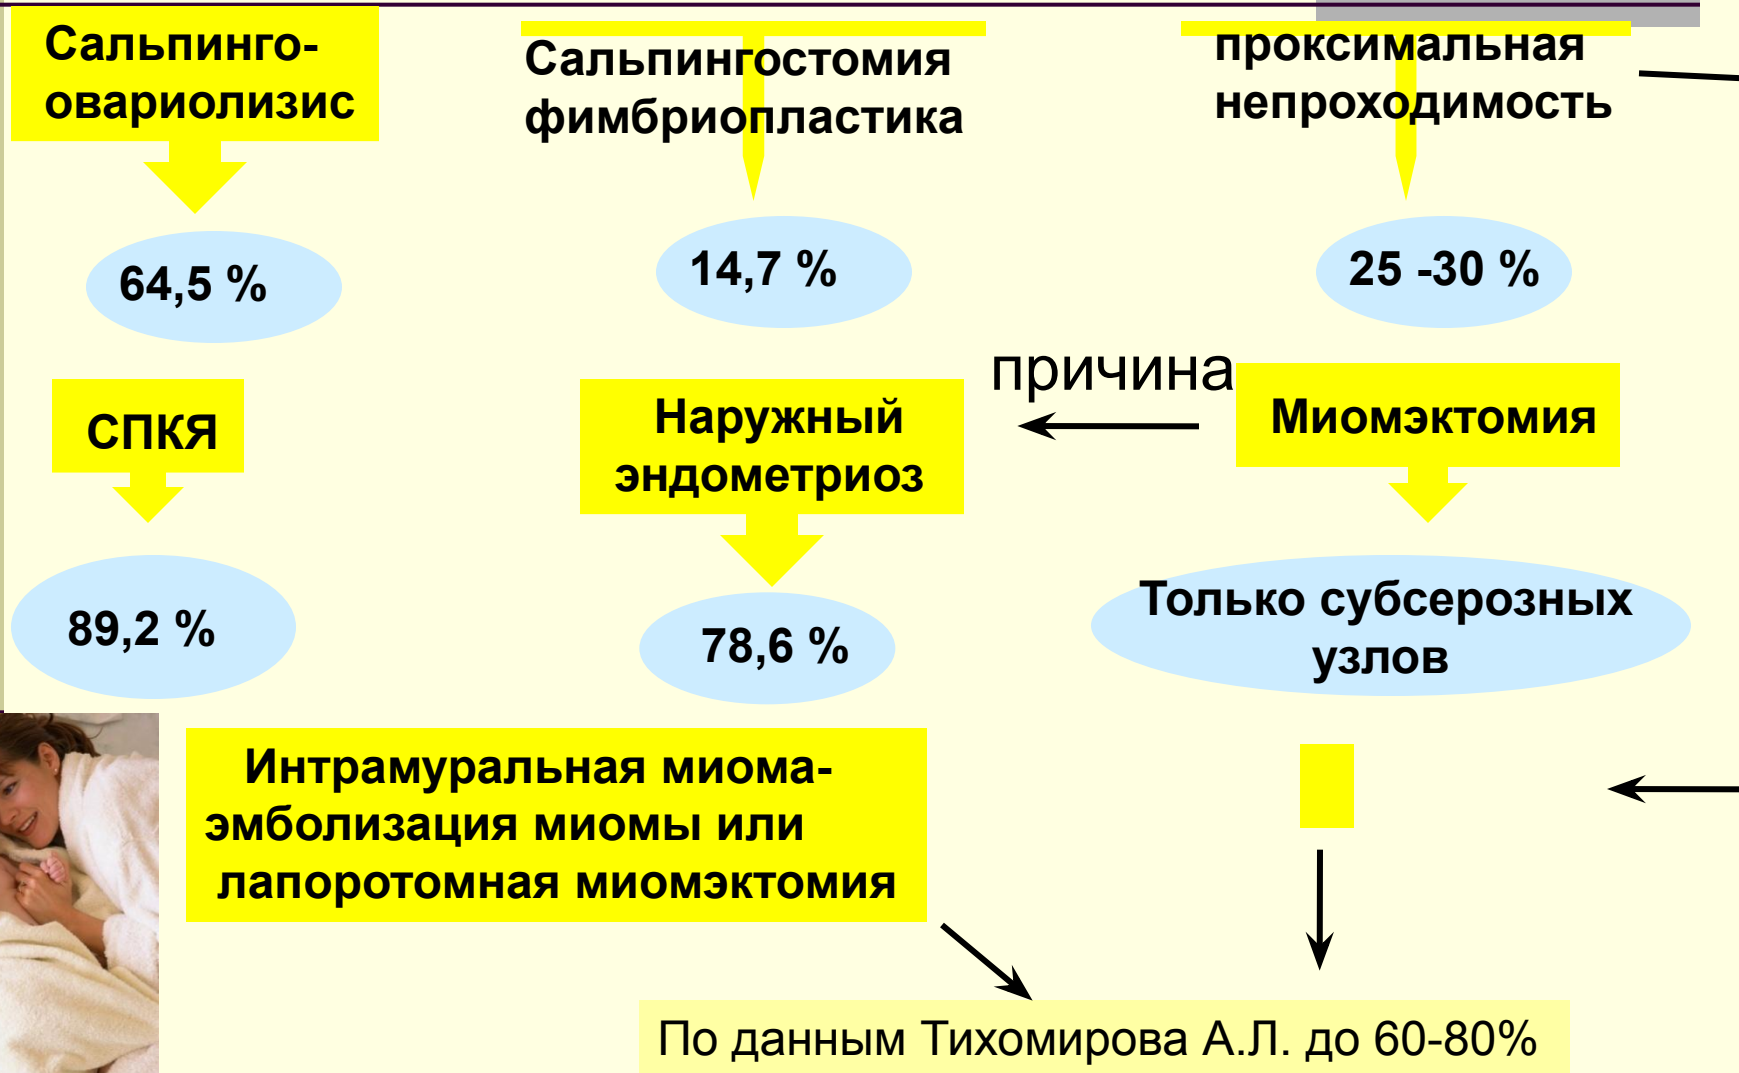 Сальпинго-
овариолизис
Сальпингостомия
фимбриопластика
проксимальная
непроходимость
64,5 %
14,7 %
25 -30 %
причина
СПКЯ
Наружный
эндометриоз
Миомэктомия
89,2 %
78,6 %
Только субсерозных
узлов
Интрамуральная миома-
эмболизация миомы или
лапоротомная миомэктомия
По данным Тихомирова А.Л. до 60-80%